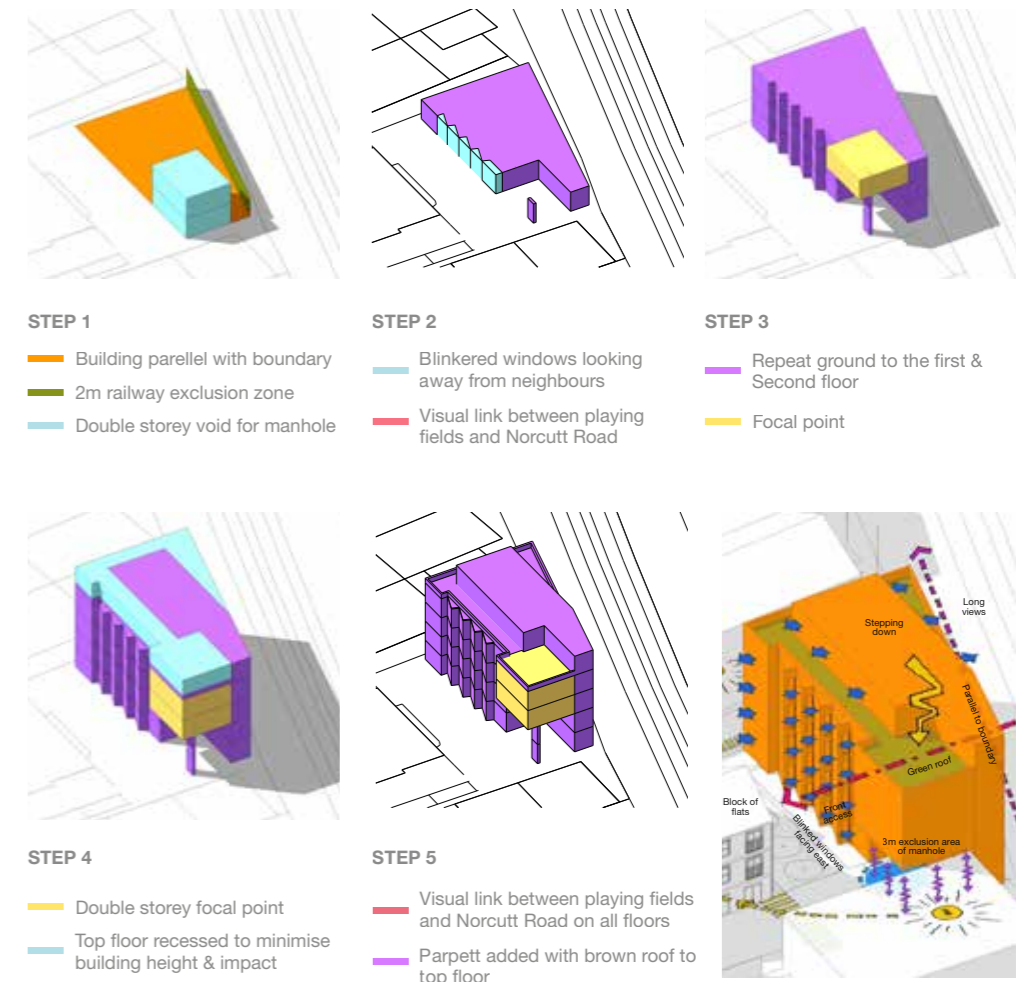 STEP 1
Building parellel with boundary
2m railway exclusion zone
Double storey void for manhole
STEP 2
Blinkered windows looking
away from neighbours
Visual link between playing
fields and Norcutt Road
STEP 3
Repeat ground to the first &
Second floor
Focal point
STEP 4
Double storey focal point
Top floor recessed to minimise
building height & impact
STEP 5
Visual link between playing fields
and Norcutt Road on all floors
Parpett added with brown roof to
top floor
Long
views
Stepping
down
Parallel to boundary
Green roof
Block of
flats
Front
access
Blinked windows
facing east
3m exclusion area
of manhole